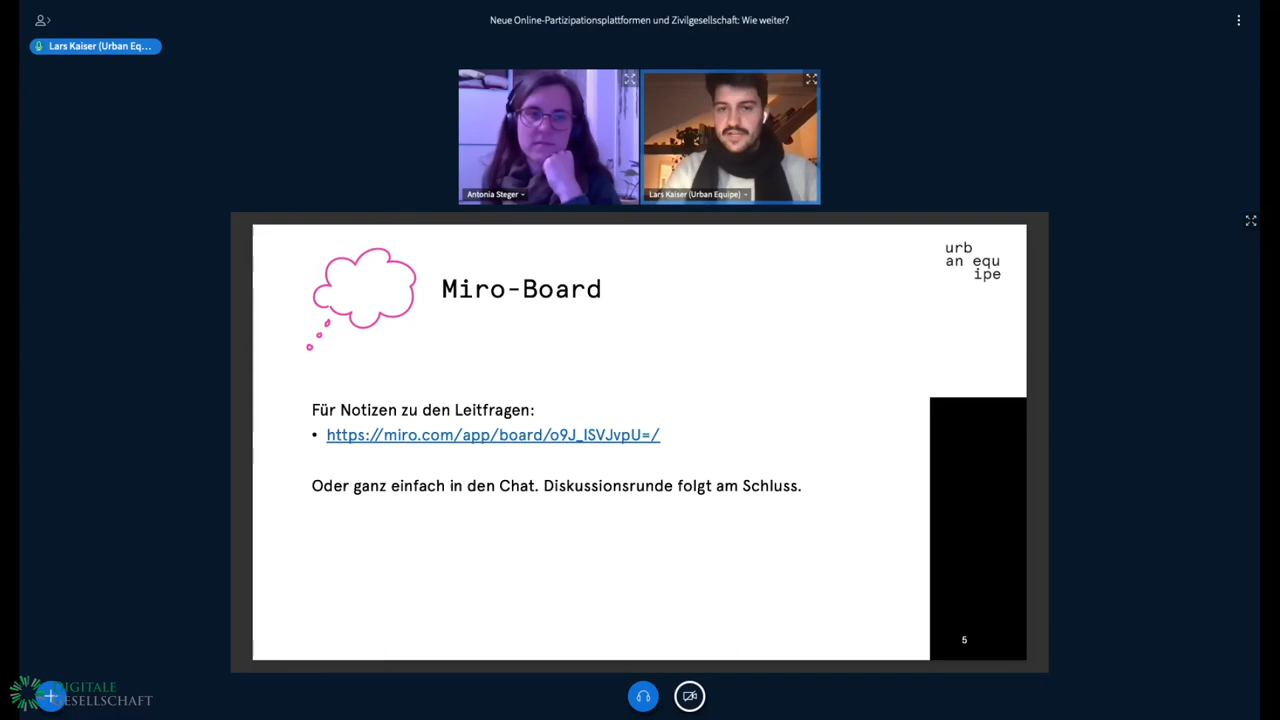 Neue Online-Partizipationsplattformen und Zivilgesellschaft: Wie weiter?
Lars Kaiser (Urban Eq...
Antonia Steger
Lars Kaiser (Urban Equipe)
urb
an equ
ipe
Miro-Board
Für Notizen zu den Leitfragen:
• https://miro.com/app/board/o9J_lSVJvpU=/
Oder ganz einfach in den Chat. Diskussionsrunde folgt am Schluss.
5
DIGITALE
GESELLSCHAFT